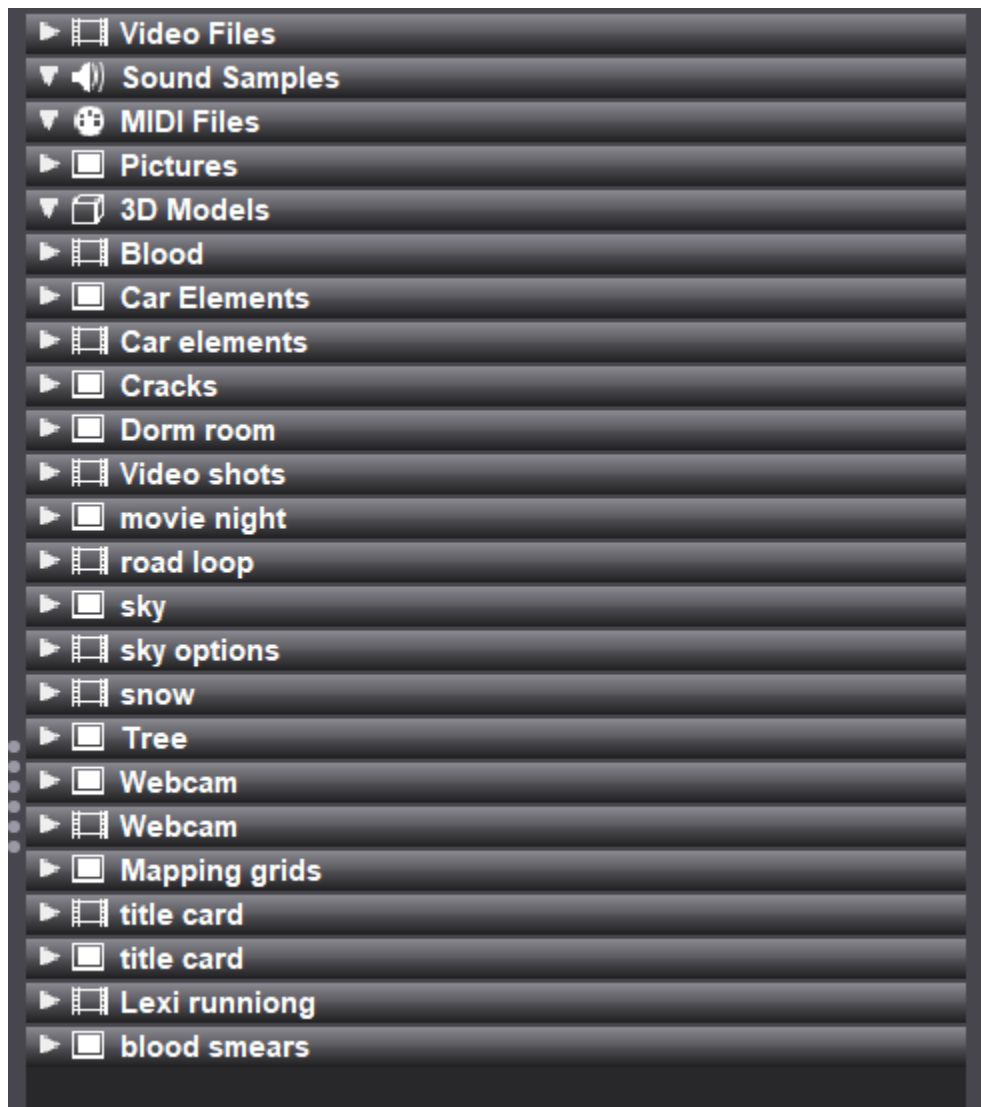 Video Files
Sound Samples
MIDI Files
Pictures
3D Models
Blood
Car Elements
Car elements
Cracks
Dorm room
Video shots
movie night
road loop
sky
sky options
snow
Tree
Webcam
Webcam
Mapping grids
title card
title card
Lexi runniong
blood smears